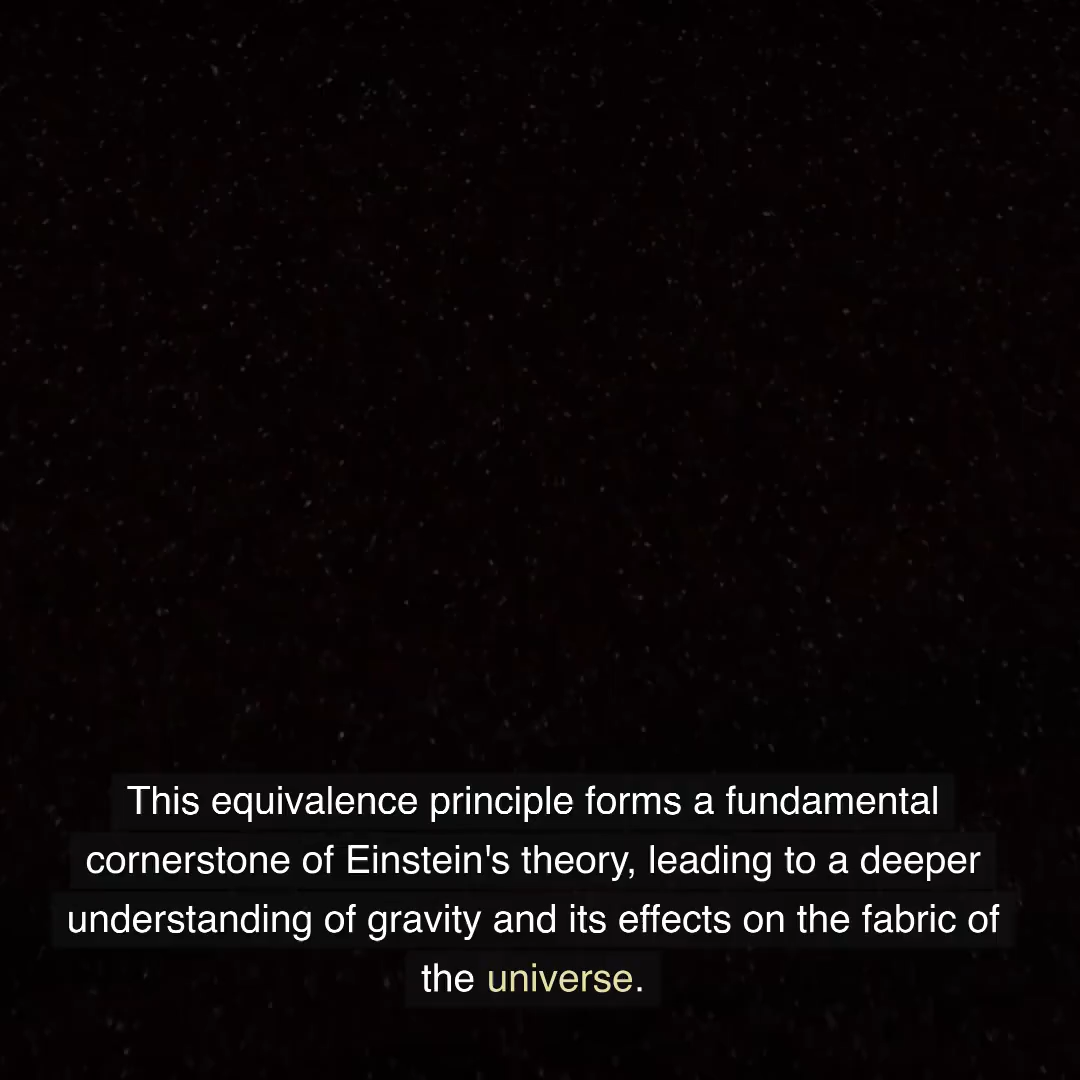 This equivalence principle forms a fundamental
cornerstone of Einstein's theory, leading to a deeper
understanding of gravity and its effects on the fabric of
the universe.